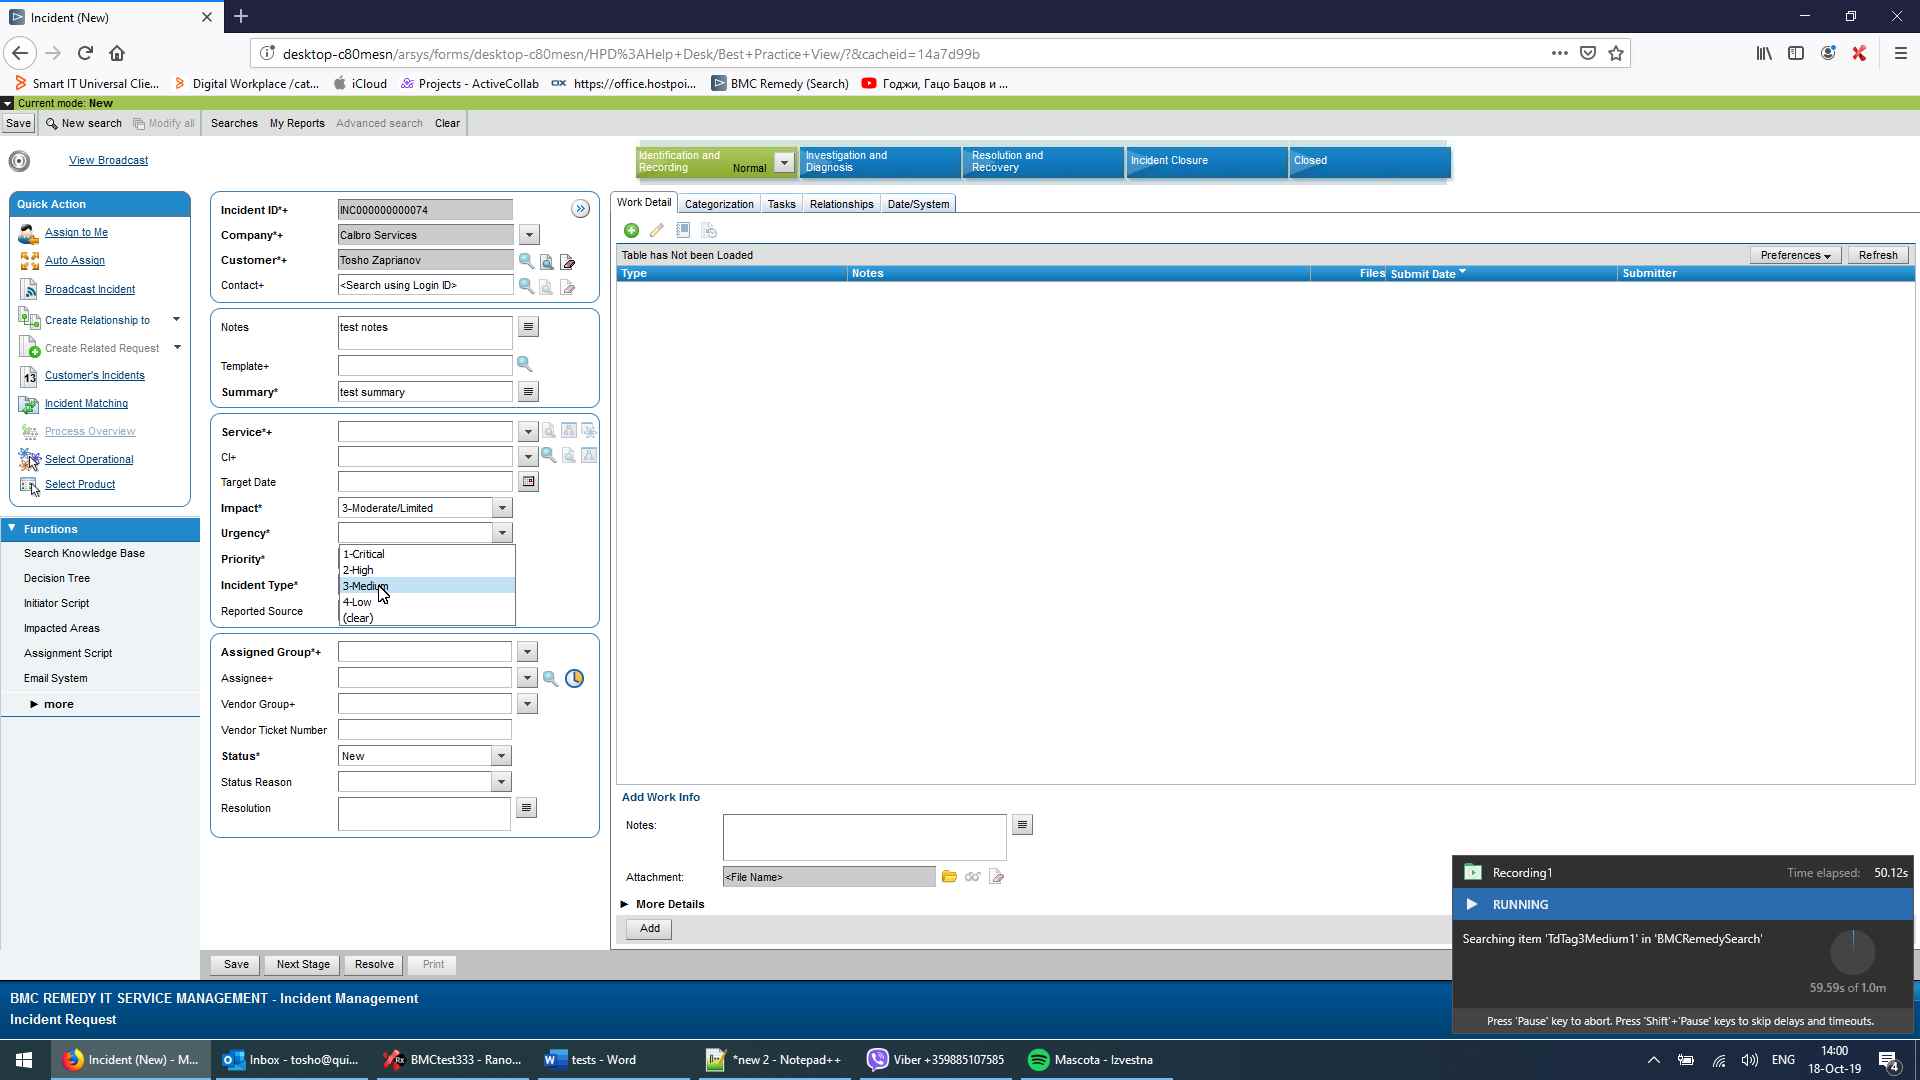 Incident (New)
desktop-c80mesn/arsys/forms/desktop-c80mesn/HPD%3AHelp+Desk/Best+Practice+View/?&cacheid=14a7d99b
Smart IT Universal Clie... Digital Workplace /cat... iCloud Projects - ActiveCollab https://office.hostpoi... BMC Remedy (Search) Годжи, Гацо Бацов и ...
Current mode: New
Save New search Modify all Searches My Reports Advanced search Clear
View Broadcast
Identification and Recording Normal
Investigation and Diagnosis
Resolution and Recovery
Incident Closure
Closed
Quick Action
Assign to Me
Auto Assign
Broadcast Incident
Create Relationship to
Create Related Request
13 Customer's Incidents
Incident Matching
Process Overview
Select Operational
Select Product
Functions
Search Knowledge Base
Decision Tree
Initiator Script
Impacted Areas
Assignment Script
Email System
more
Incident ID*+ INC000000000074
Company*+ Calbro Services
Customer*+ Tosho Zaprianov
Contact+ <Search using Login ID>
Notes test notes
Template+
Summary* test summary
Service*+
CI+
Target Date
Impact* 3-Moderate/Limited
Urgency*
Priority*
Incident Type*
Reported Source
1-Critical
2-High
3-Medium
4-Low
(clear)
Assigned Group*+
Assignee+
Vendor Group+
Vendor Ticket Number
Status* New
Status Reason
Resolution
Work Detail Categorization Tasks Relationships Date/System
Table has Not been Loaded Preferences Refresh
Type Notes Files Submit Date Submitter
Add Work Info
Notes:
Attachment: <File Name>
More Details
Add
Save Next Stage Resolve Print
BMC REMEDY IT SERVICE MANAGEMENT - Incident Management
Incident Request
Recording1 Time elapsed: 50.12s
RUNNING
Searching item 'TdTag3Medium1' in 'BMCRemedySearch'
59.59s of 1.0m
Press 'Pause' key to abort. Press 'Shift'+'Pause' keys to skip delays and timeouts.
Incident (New) - M... Inbox - tosho@qui... BMCtest333 - Rano... tests - Word *new 2 - Notepad++ Viber +359885107585 Mascota - Izvestna
ENG 14:00
18-Oct-19 4